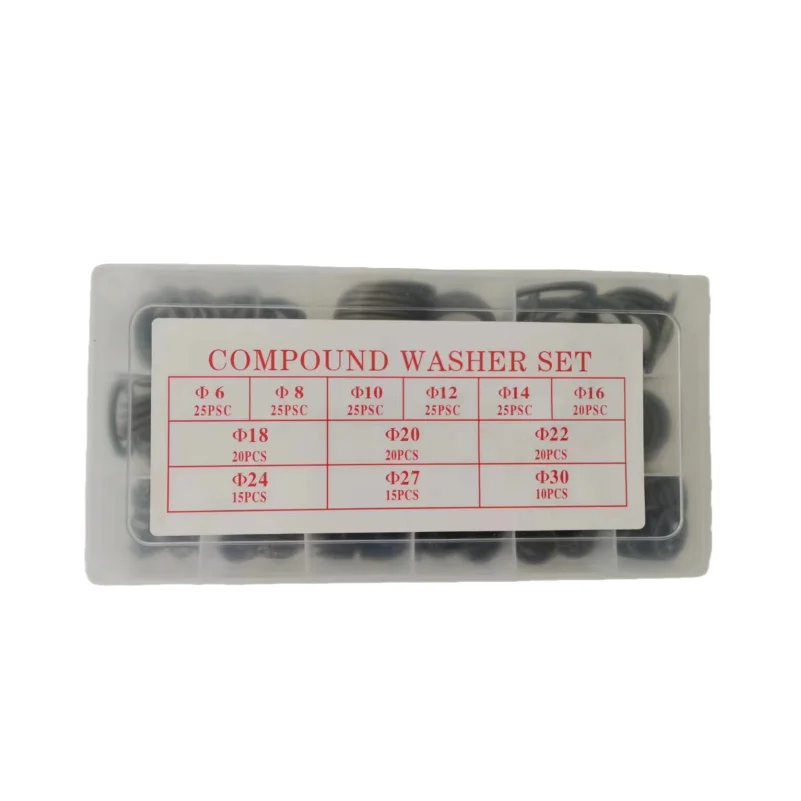 COMPOUND WASHER SET
Φ 6 Φ 8 Φ10 Φ12 Φ14 Φ16
25PSC 25PSC 25PSC 25PSC 25PSC 20PSC
Φ18 Φ20 Φ22
20PCS 20PCS 20PCS
Φ24 Φ27 Φ30
15PCS 15PCS 10PCS